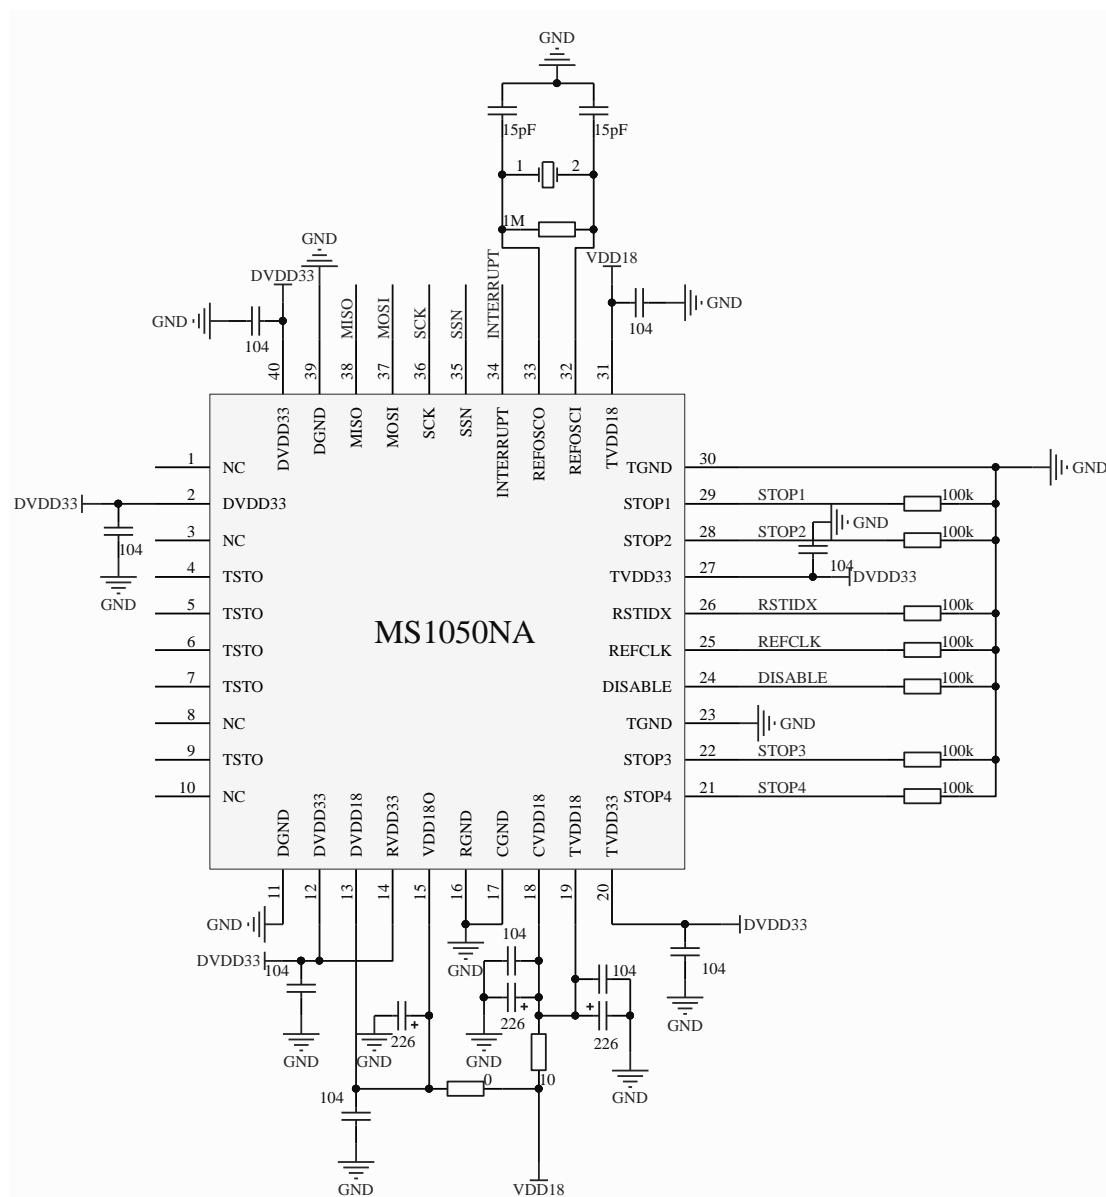 GND
15pF 15pF
1 2
1M
GND
VDD18
DVDD33
GND 104
MISO MOSI SCK SSN INTERRUPT
104 GND
40 39 38 37 36 35 34 33 32 31
DVDD33 DGND MISO MOSI SCK SSN INTERRUPT REFOSCO REFOSCI TVDD18
1 NC TGND 30 GND
DVDD33 2 DVDD33 STOP1 29 STOP1 100k
104 GND
3 NC STOP2 28 STOP2 100k
104
4 TSTO TVDD33 27 DVDD33
GND
5 TSTO RSTIDX 26 RSTIDX 100k
MS1050NA
6 TSTO REFCLK 25 REFCLK 100k
7 TSTO DISABLE 24 DISABLE 100k
8 NC TGND 23 GND
9 TSTO STOP3 22 STOP3 100k
10 NC STOP4 21 STOP4 100k
DGND DVDD33 DVDD18 RVDD33 VDD18O RGND CGND CVDD18 TVDD18 TVDD33
11 12 13 14 15 16 17 18 19 20
GND DVDD33
104
DVDD33 104 GND 104 104
+ +
226 226 GND
GND GND + 226 GND
0 10
104 GND
GND VDD18